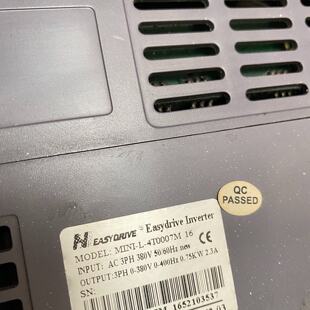 QC
PASSED
EASYDRIVE ® Easydrive Inverter
MODEL: MINI-L-4T0007M 16
INPUT: AC 3PH 380V 50/60Hz
OUTPUT:3PH 0-380V 0-400Hz 0.75KW 2.3A
SN:
1652103537